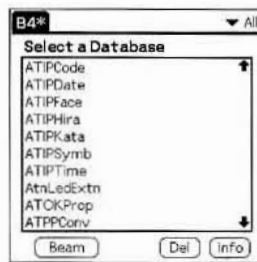 B4* All
Select a Database
ATIPCode
ATIPDate
ATIPFace
ATIPHira
ATIPKata
ATIPSymb
ATIPTime
AtnLedExtn
ATOKProp
ATPPConv
Beam Del Info